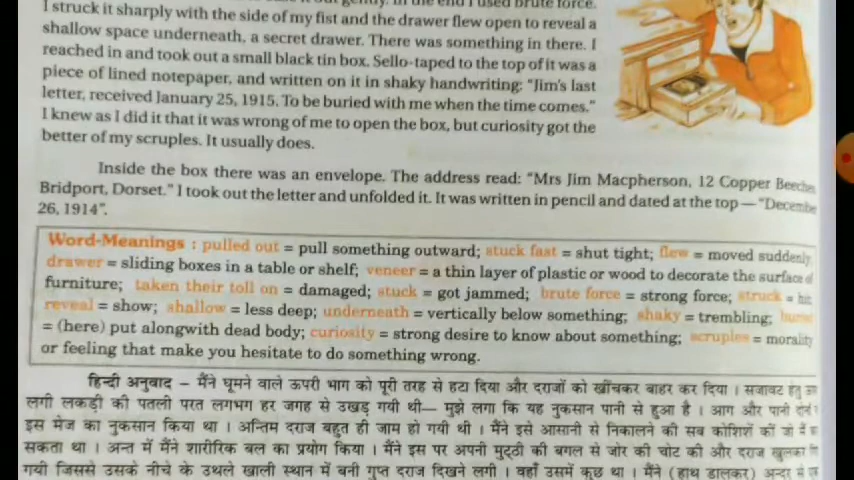 I struck it sharply with the side of my fist and the drawer flew open to reveal a
shallow space underneath, a secret drawer. There was something in there. I
reached in and took out a small black tin box. Sello-taped to the top of it was a
piece of lined notepaper, and written on it in shaky handwriting: “Jim's last
letter, received January 25, 1915. To be buried with me when the time comes.”
I knew as I did it that it was wrong of me to open the box, but curiosity got the
better of my scruples. It usually does.
Inside the box there was an envelope. The address read: “Mrs Jim Macpherson, 12 Copper Beeches
Bridport, Dorset.” I took out the letter and unfolded it. It was written in pencil and dated at the top — “Decembe
26, 1914”.
Word-Meanings : pulled out = pull something outward; stuck fast = shut tight; flew = moved suddenly
drawer = sliding boxes in a table or shelf; veneer = a thin layer of plastic or wood to decorate the surface of
furniture; taken their toll on = damaged; stuck = got jammed; brute force = strong force; struck = hit;
reveal = show; shallow = less deep; underneath = vertically below something; shaky = trembling;
= (here) put alongwith dead body; curiosity = strong desire to know about something; scruples = morality
or feeling that make you hesitate to do something wrong.
हिन्दी अनुवाद – मैंने घूमने वाले ऊपरी भाग को पूरी तरह से हटा दिया और दराजों को खींचकर बाहर कर दिया । सजावट हेतु
लगी लकड़ी की पतली परत लगभग हर जगह से उखड़ गयी थी— मुझे लगा कि यह नुकसान पानी से हुआ है । आग और पानी दोनों
इस मेज का नुकसान किया था । अन्तिम दराज बहुत ही जाम हो गयी थी । मैंने इसे आसानी से निकालने की सब कोशिशें कीं जो मैं
सकता था । अन्त में मैंने शारीरिक बल का प्रयोग किया । मैंने इस पर अपनी मुट्ठी की बगल से जोर की चोट की और दराज खुलकर
गयी जिससे उसके नीचे के उथले खाली स्थान में बनी गुप्त दराज दिखने लगी । वहाँ उसमें कुछ था । मैंने (हाथ डालकर) अन्दर से